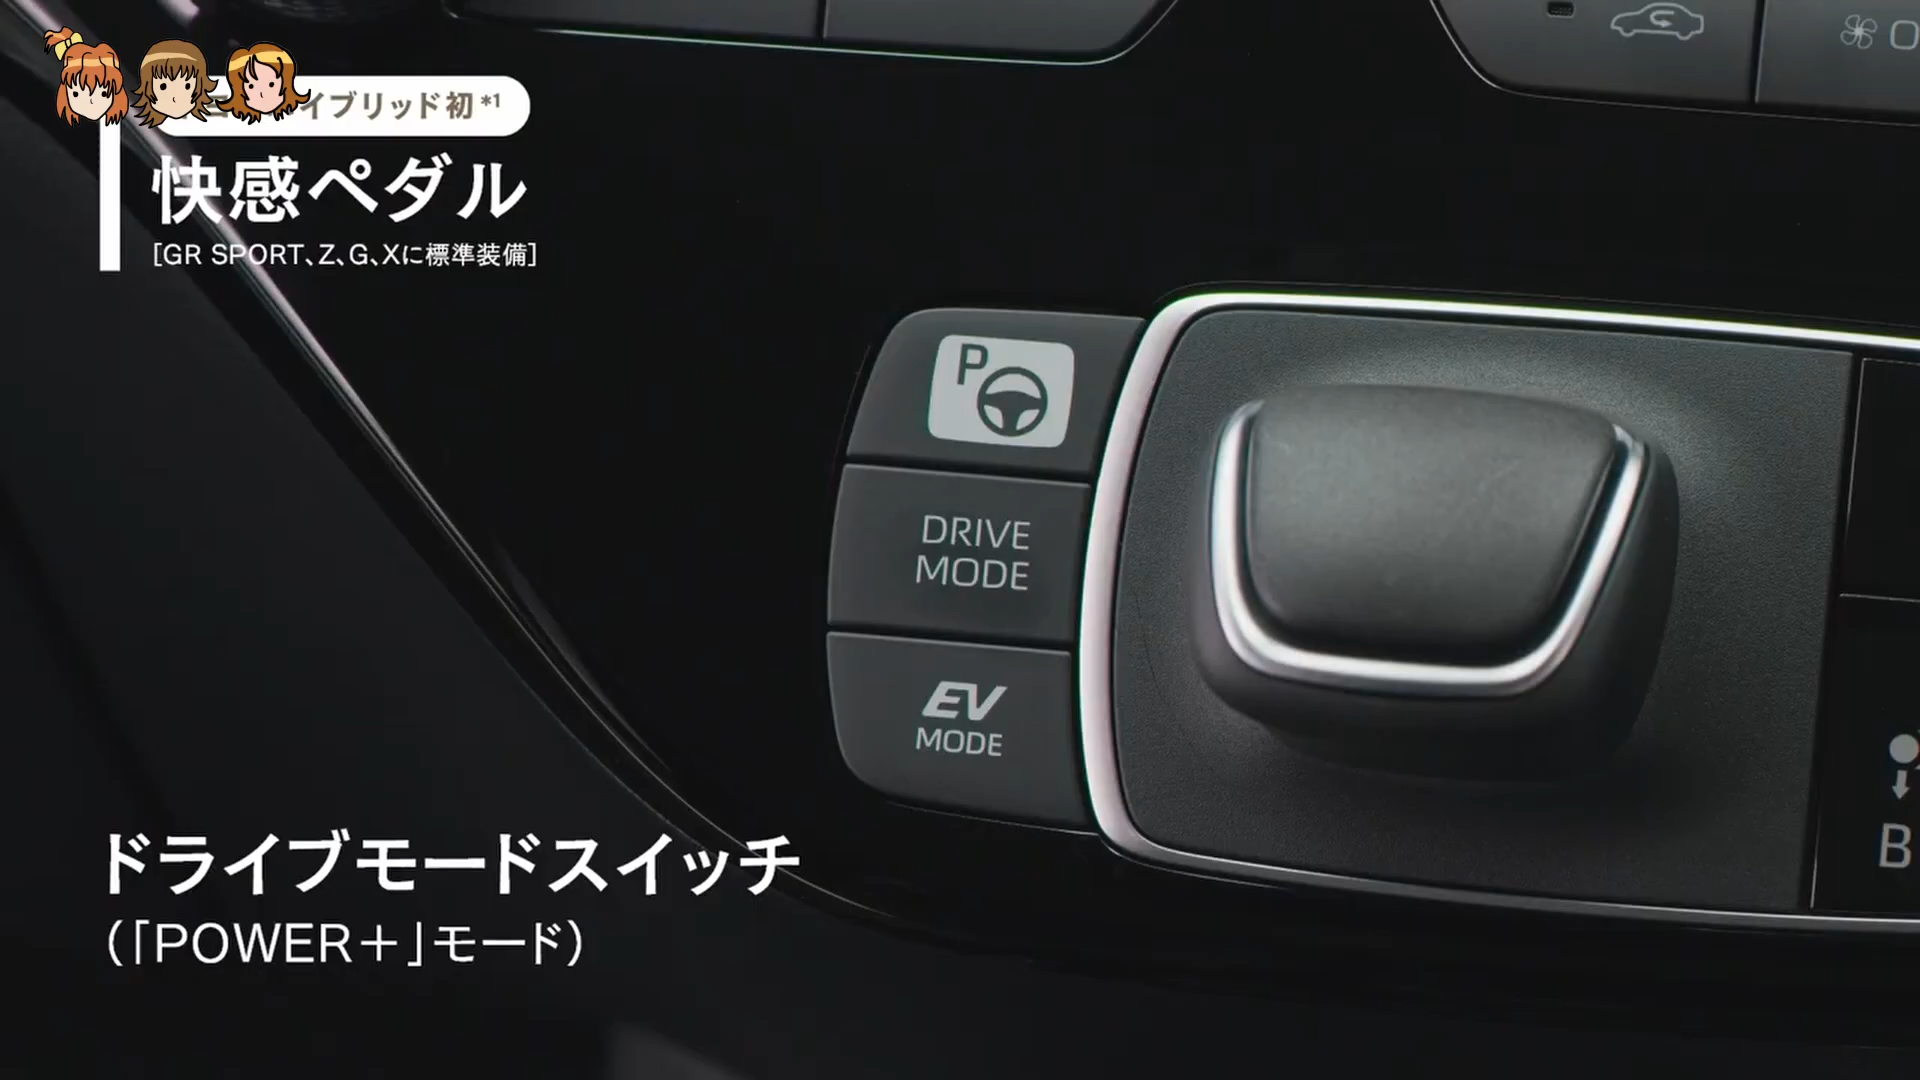 イブリッド初*1
快感ペダル
[GR SPORT、Z、G、Xに標準装備]
P
DRIVE
MODE
EV
MODE
B
ドライブモードスイッチ
(「POWER+」モード)